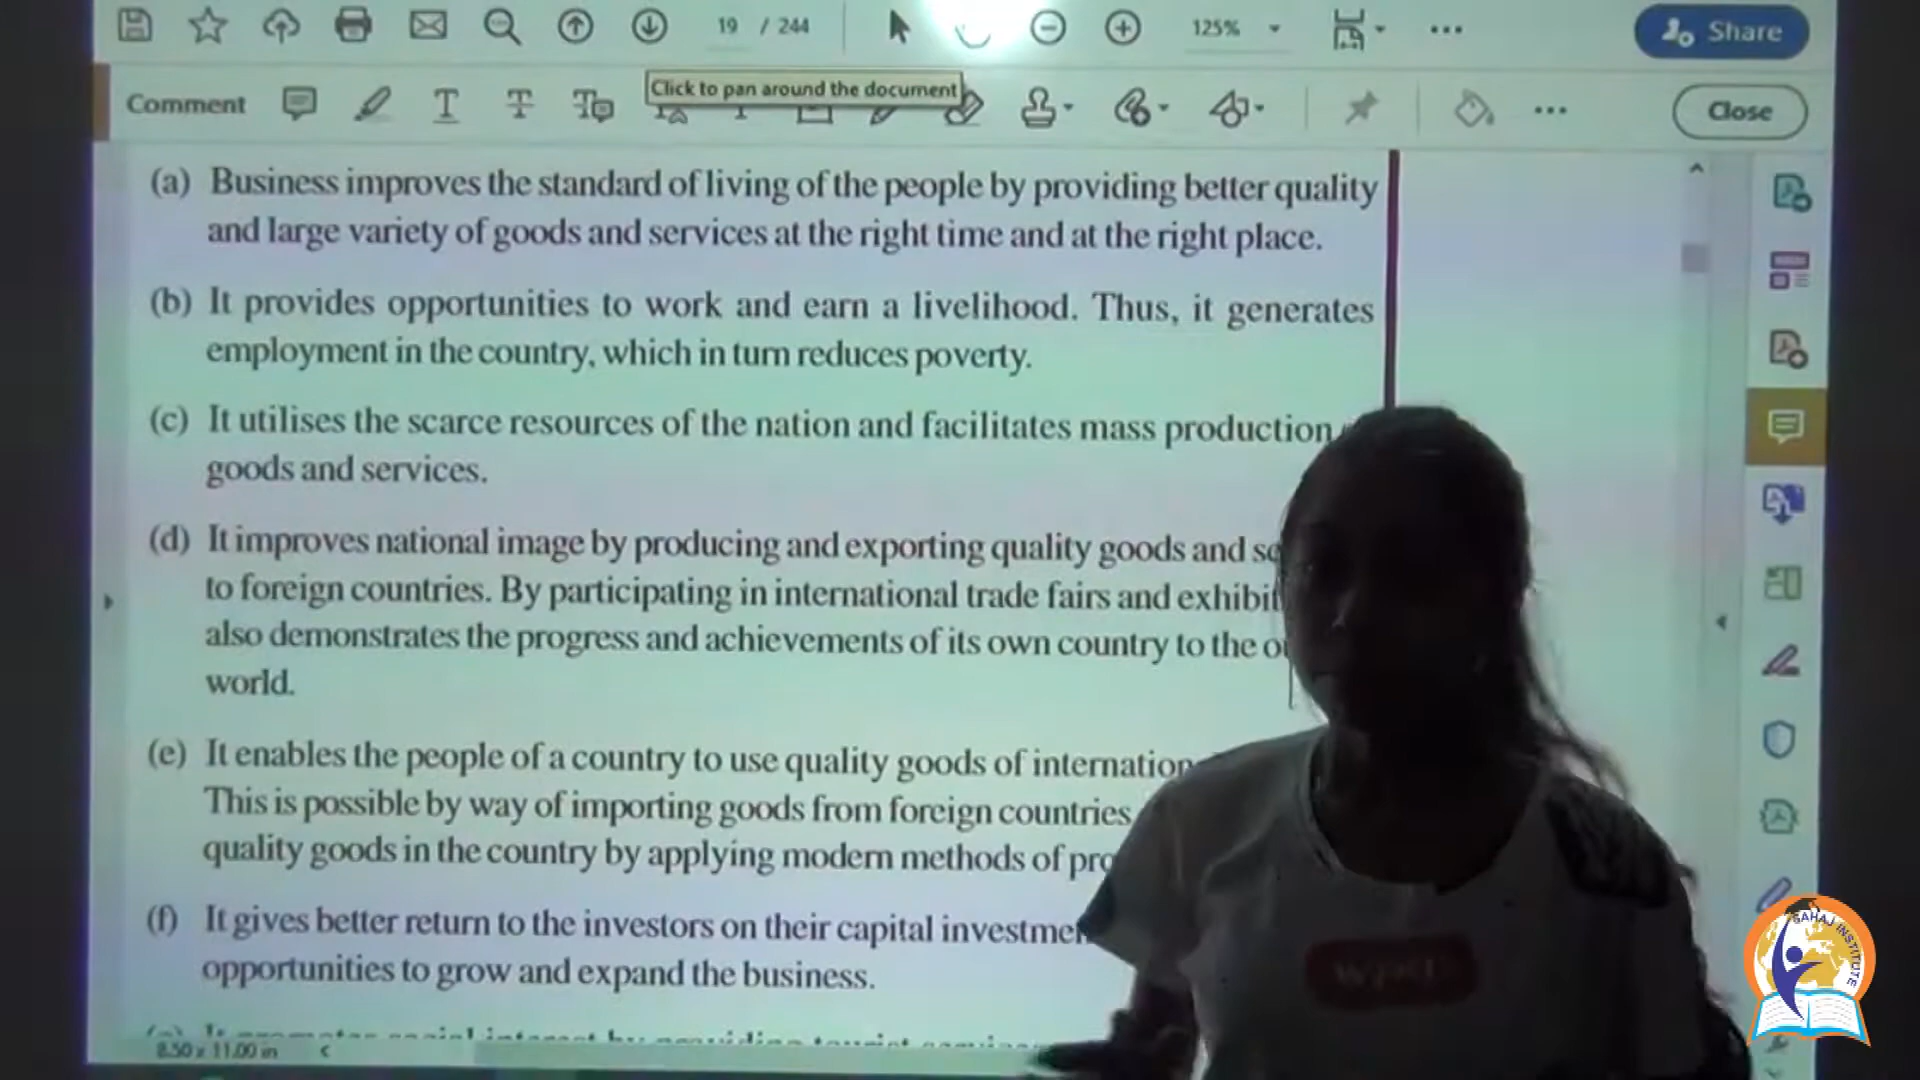 19 / 244
125%
Share
Comment
Click to pan around the document
Close
(a) Business improves the standard of living of the people by providing better quality
and large variety of goods and services at the right time and at the right place.
(b) It provides opportunities to work and earn a livelihood. Thus, it generates
employment in the country, which in turn reduces poverty.
(c) It utilises the scarce resources of the nation and facilitates mass production
goods and services.
(d) It improves national image by producing and exporting quality goods and
to foreign countries. By participating in international trade fairs and
also demonstrates the progress and achievements of its own country to the
world.
(e) It enables the people of a country to use quality goods of
This is possible by way of importing goods from foreign countries
quality goods in the country by applying modern methods of
(f) It gives better return to the investors on their capital
opportunities to grow and expand the business.
8.50 x 11.00 in
SAHAJ INSTITUTE